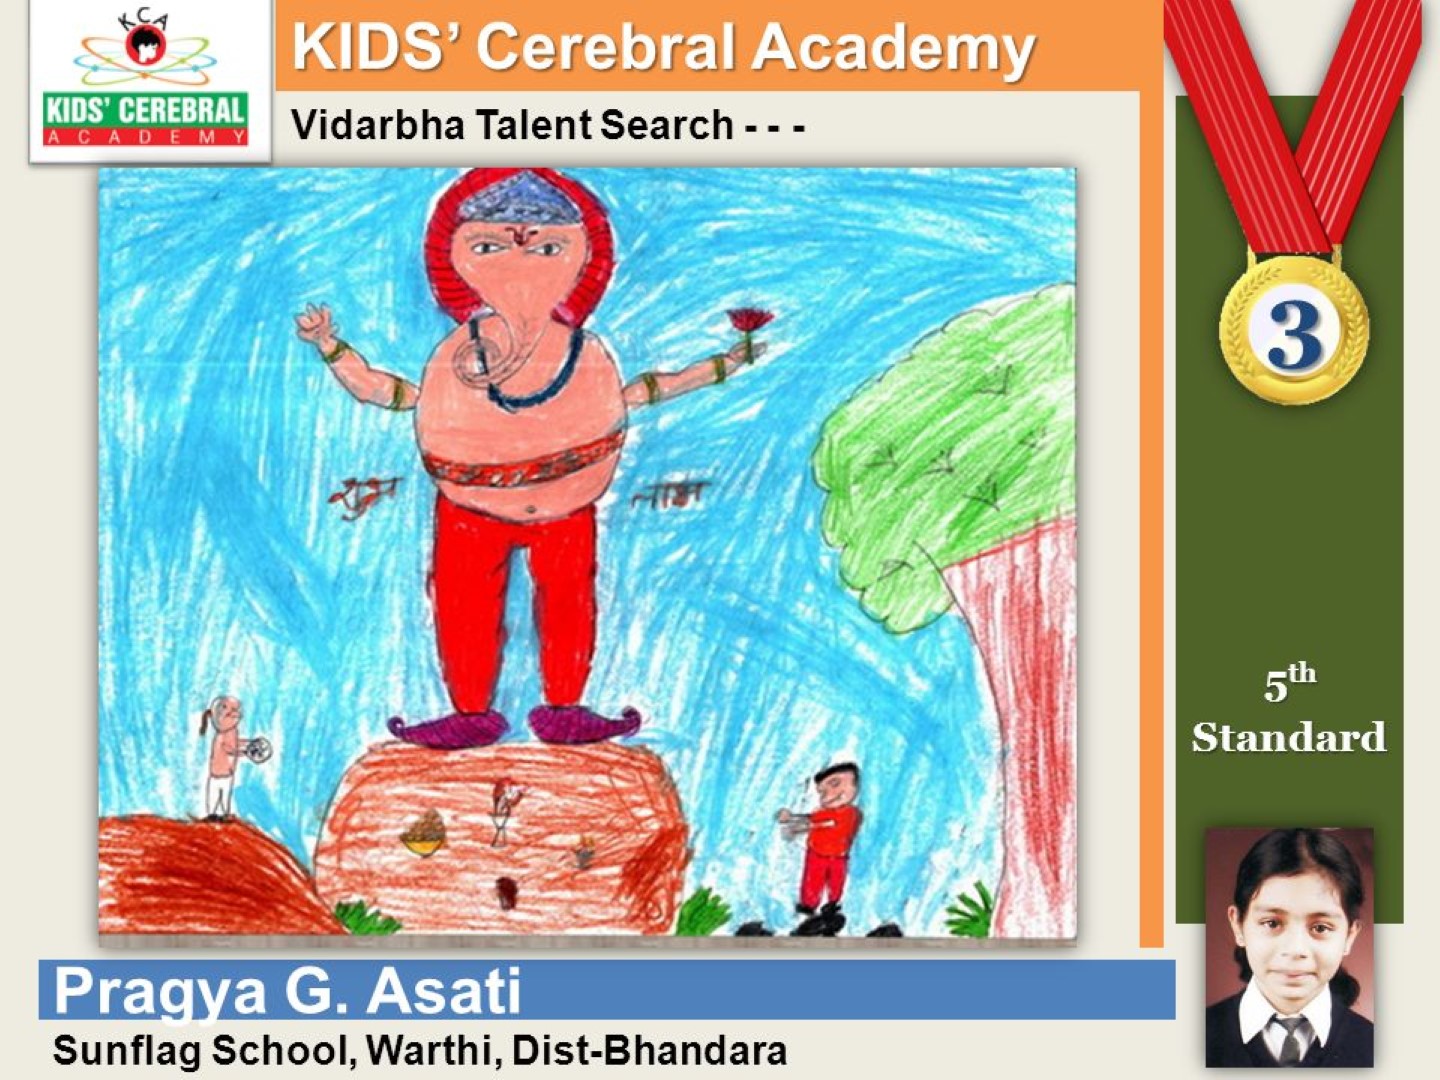 KCA
KIDS' CEREBRAL
ACADEMY
KIDS' Cerebral Academy
Vidarbha Talent Search - - -
3
5th
Standard
Pragya G. Asati
Sunflag School, Warthi, Dist-Bhandara